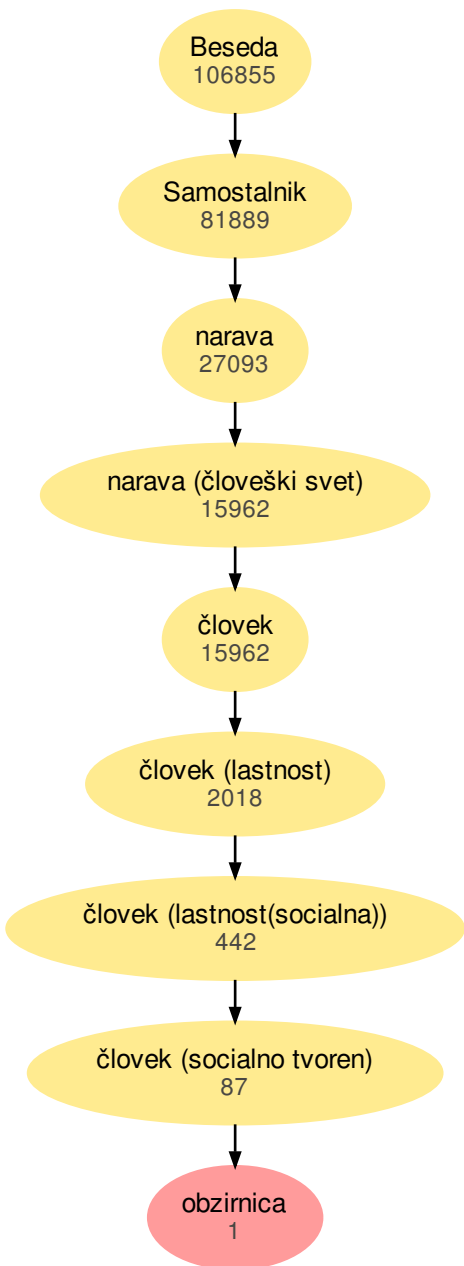 Beseda
106855
Samostalnik
81889
narava
27093
narava (človeški svet)
15962
človek
15962
človek (lastnost)
2018
človek (lastnost(socialna))
442
človek (socialno tvoren)
87
obzirnica
1